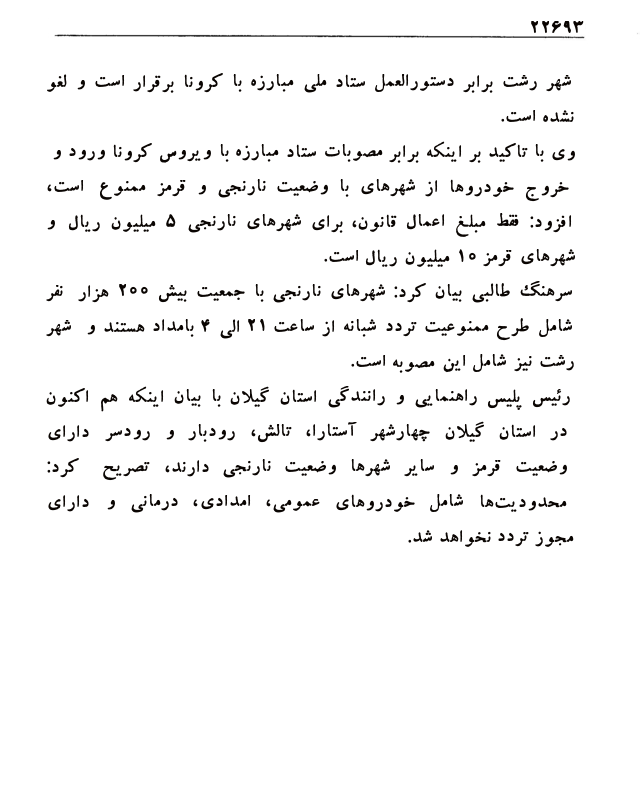 ۲۲۶۹۳
شهر رشت برابر دستورالعمل ستاد ملی مبارزه با کرونا برقرار است و لغو
نشده است.
وی با تاکید بر اینکه برابر مصوبات ستاد مبارزه با ویروس کرونا ورود و
خروج خودروها از شهرهای با وضعیت نارنجی و قرمز ممنوع است،
افزود: فقط مبلغ اعمال قانون، برای شهرهای نارنجی ۵ میلیون ریال و
شهرهای قرمز ۱۰ میلیون ریال است.
سرهنگ طالبی بیان کرد: شهرهای نارنجی با جمعیت بیش ۲۰۰ هزار نفر
شامل طرح ممنوعیت تردد شبانه از ساعت ۲۱ الی ۴ بامداد هستند و شهر
رشت نیز شامل این مصوبه است.
رئیس پلیس راهنمایی و رانندگی استان گیلان با بیان اینکه هم اکنون
در استان گیلان چهارشهر آستارا، تالش، رودبار و رودسر دارای
وضعیت قرمز و سایر شهرها وضعیت نارنجی دارند، تصریح کرد:
محدودیت‌ها شامل خودروهای عمومی، امدادی، درمانی و دارای
مجوز تردد نخواهد شد.